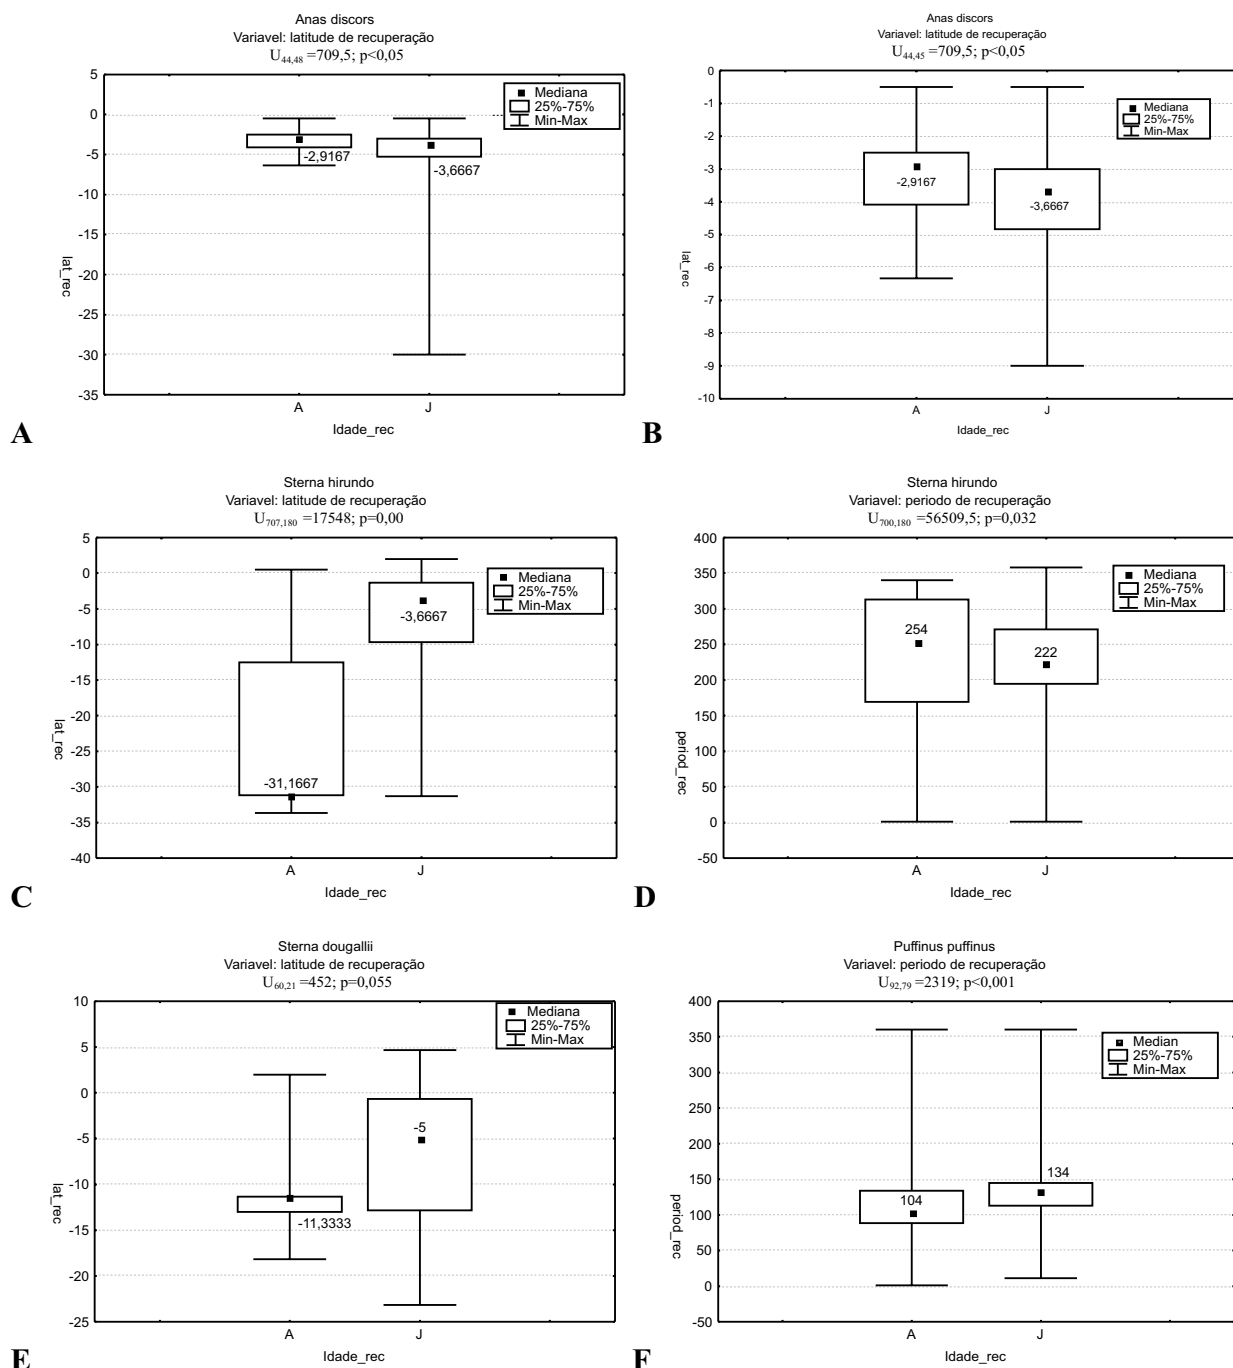 Anas discors
Variavel: latitude de recuperação
U44,48 =709,5; p<0,05
5
0
-5
-10
-15
-20
-25
-30
-35
lat_rec
Mediana
25%-75%
Min-Max
-2,9167
-3,6667
A
J
Idade_rec
A
Anas discors
Variavel: latitude de recuperação
U44,45 =709,5; p<0,05
0
-1
-2
-3
-4
-5
-6
-7
-8
-9
-10
lat_rec
Mediana
25%-75%
Min-Max
-2,9167
-3,6667
A
J
Idade_rec
B
Sterna hirundo
Variavel: latitude de recuperação
U707,180 =17548; p=0,00
5
0
-5
-10
-15
-20
-25
-30
-35
-40
lat_rec
Mediana
25%-75%
Min-Max
-3,6667
-31,1667
A
J
Idade_rec
C
Sterna hirundo
Variavel: periodo de recuperação
U700,180 =56509,5; p=0,032
400
350
300
250
200
150
100
50
0
-50
period_rec
Mediana
25%-75%
Min-Max
254
222
A
J
Idade_rec
D
Sterna dougallii
Variavel: latitude de recuperação
U60,21 =452; p=0,055
10
5
0
-5
-10
-15
-20
-25
lat_rec
Mediana
25%-75%
Min-Max
-5
-11,3333
A
J
Idade_rec
E
Puffinus puffinus
Variavel: periodo de recuperação
U92,79 =2319; p<0,001
400
350
300
250
200
150
100
50
0
-50
period_rec
Median
25%-75%
Min-Max
104
134
A
J
Idade_rec
F